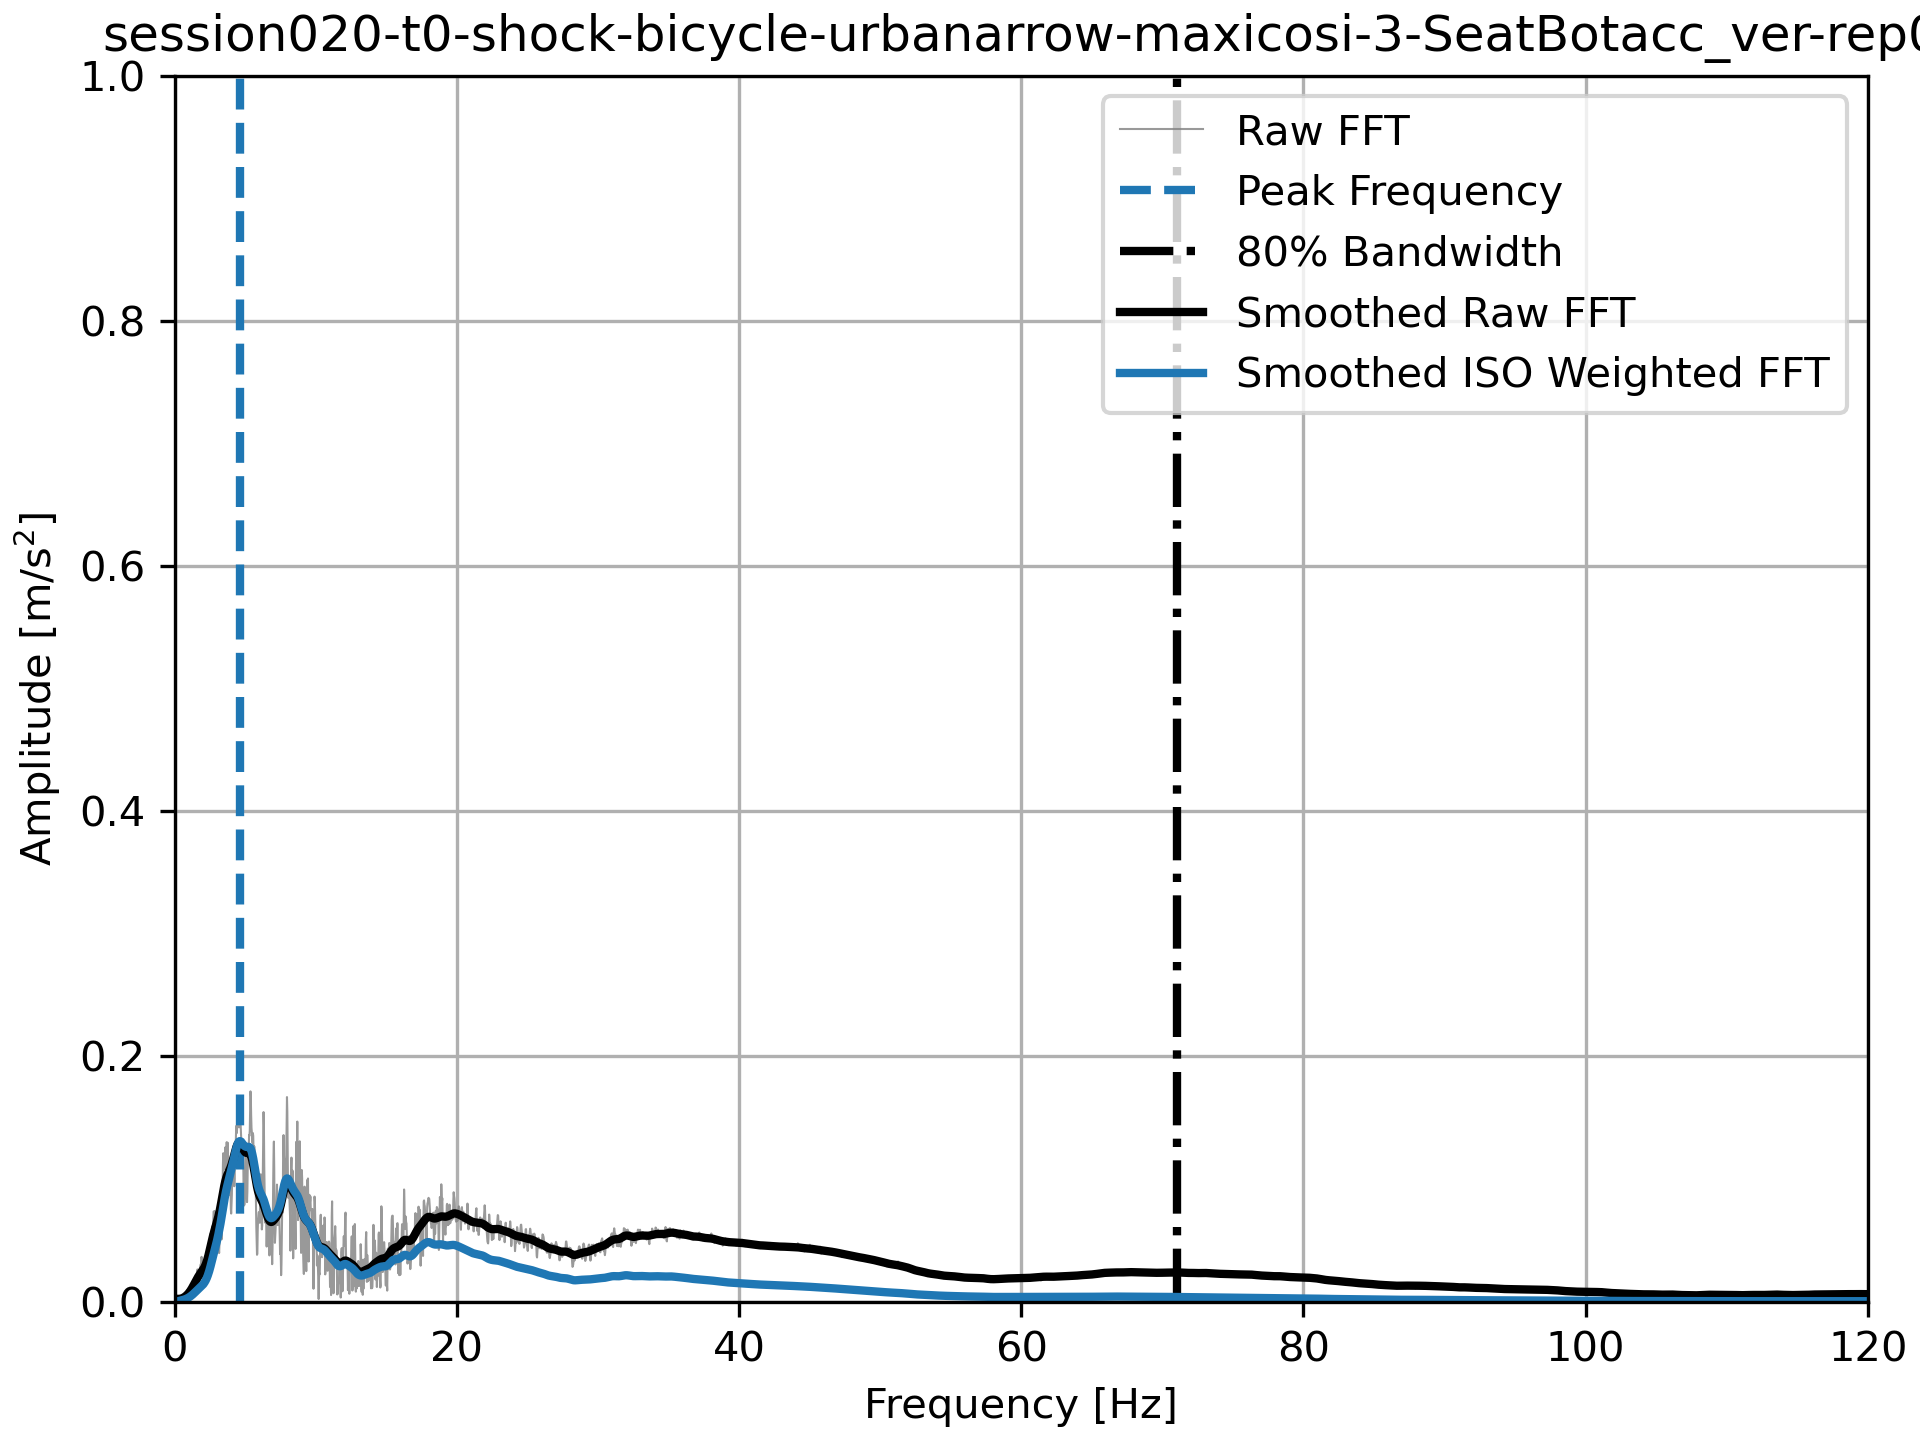 session020-t0-shock-bicycle-urbanarrow-maxicosi-3-SeatBotacc_ver-rep
1.0
0.8
0.6
0.4
0.2
0.0
Amplitude [m/s²]
Raw FFT
Peak Frequency
80% Bandwidth
Smoothed Raw FFT
Smoothed ISO Weighted FFT
0 20 40 60 80 100 120
Frequency [Hz]